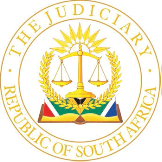 · THE JUDICIARY ·
REPUBLIC OF SOUTH AFRICA